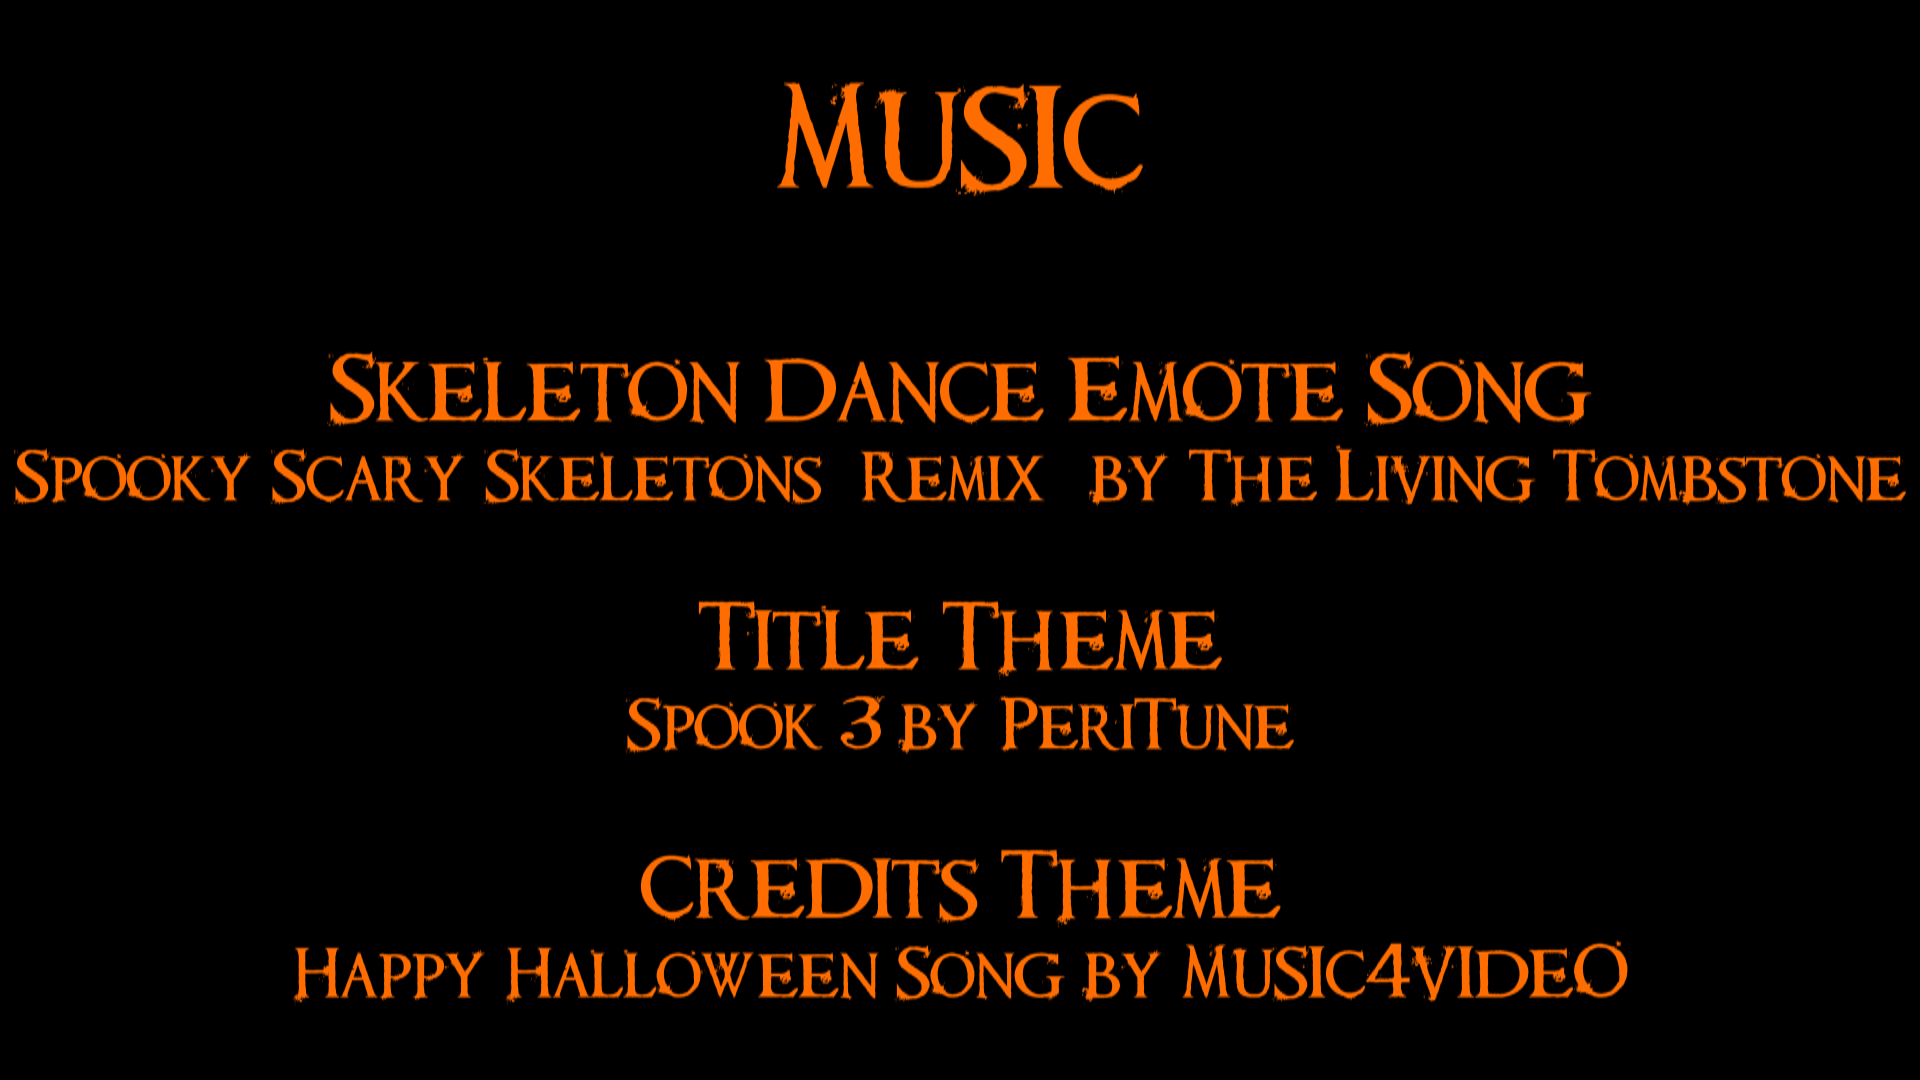 MUSIC
SKELETON DANCE EMOTE SONG
SPOOKY SCARY SKELETONS REMIX BY THE LIVING TOMBSTONE
TITLE THEME
SPOOK 3 BY PERITUNE
CREDITS THEME
HAPPY HALLOWEEN SONG BY MUSIC4VIDEO